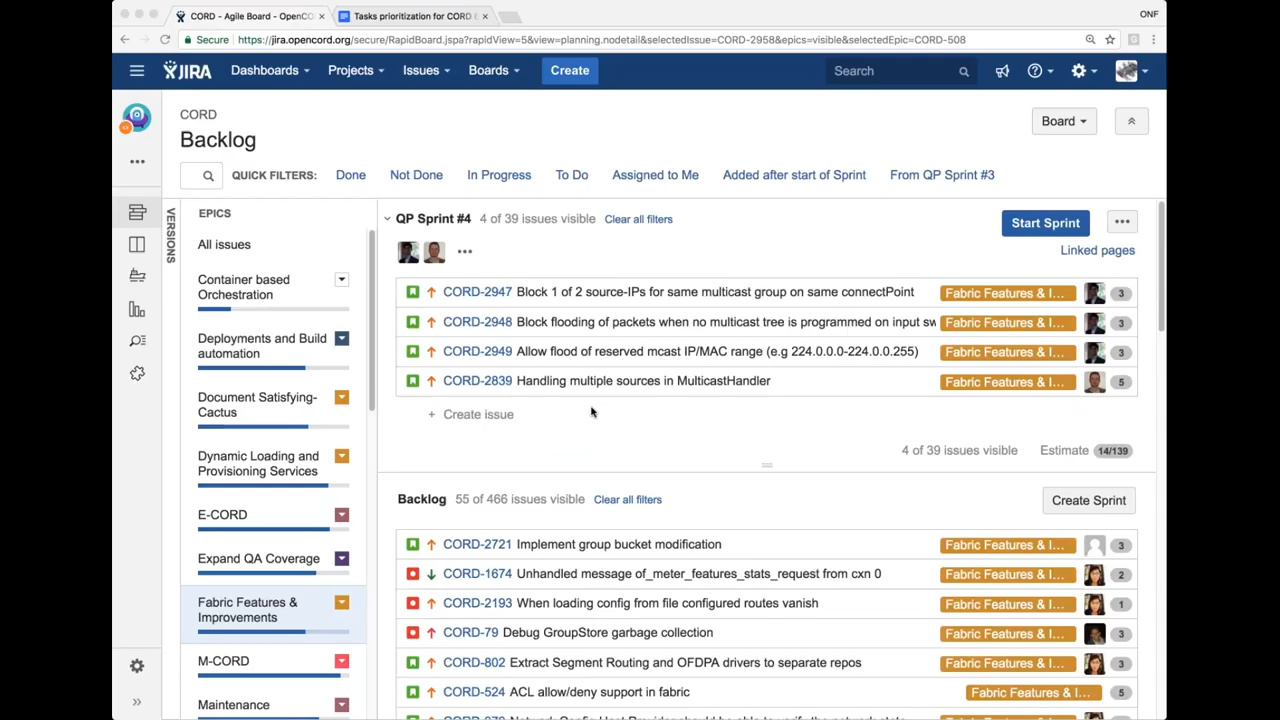 CORD - Agile Board - OpenCO
Tasks prioritization for CORD
ONF
Secure
https://jira.opencord.org/secure/RapidBoard.jspa?rapidView=5&view=planning.nodetail&selectedIssue=CORD-2958&epics=visible&selectedEpic=CORD-508
JIRA
Dashboards
Projects
Issues
Boards
Create
Search
CORD
Backlog
Board
QUICK FILTERS:
Done
Not Done
In Progress
To Do
Assigned to Me
Added after start of Sprint
From QP Sprint #3
VERSIONS
EPICS
All issues
Container based
Orchestration
Deployments and Build
automation
Document Satisfying-
Cactus
Dynamic Loading and
Provisioning Services
E-CORD
Expand QA Coverage
Fabric Features &
Improvements
M-CORD
Maintenance
QP Sprint #4 4 of 39 issues visible Clear all filters
Start Sprint
Linked pages
CORD-2947 Block 1 of 2 source-IPs for same multicast group on same connectPoint Fabric Features & I... 3
CORD-2948 Block flooding of packets when no multicast tree is programmed on input sw Fabric Features & I... 3
CORD-2949 Allow flood of reserved mcast IP/MAC range (e.g 224.0.0.0-224.0.0.255) Fabric Features & I... 3
CORD-2839 Handling multiple sources in MulticastHandler Fabric Features & I... 5
+ Create issue
4 of 39 issues visible Estimate 14/139
Backlog 55 of 466 issues visible Clear all filters
Create Sprint
CORD-2721 Implement group bucket modification Fabric Features & I... 3
CORD-1674 Unhandled message of_meter_features_stats_request from cxn 0 Fabric Features & I... 2
CORD-2193 When loading config from file configured routes vanish Fabric Features & I... 1
CORD-79 Debug GroupStore garbage collection Fabric Features & I... 3
CORD-802 Extract Segment Routing and OFDPA drivers to separate repos Fabric Features & I... 3
CORD-524 ACL allow/deny support in fabric Fabric Features & I... 5